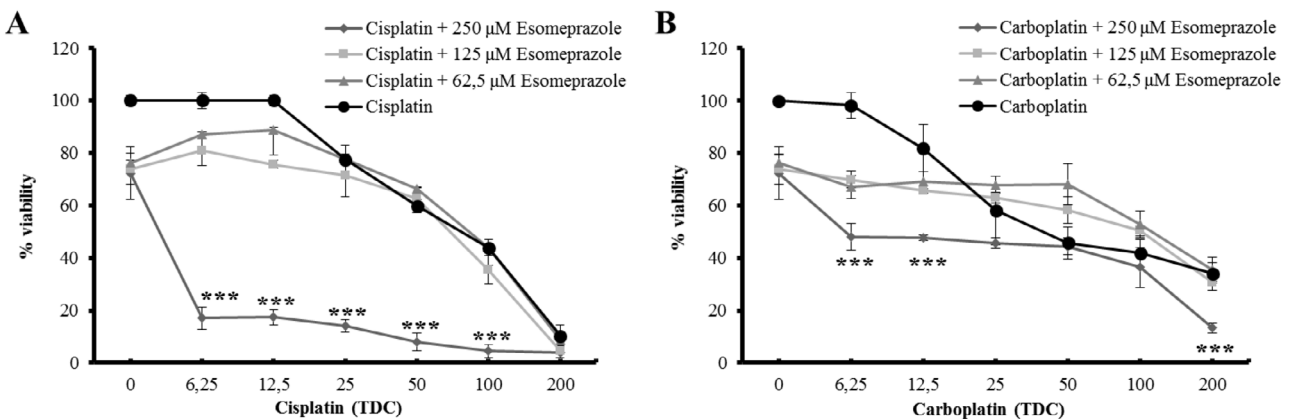 A
Cisplatin + 250 µM Esomeprazole
Cisplatin + 125 µM Esomeprazole
Cisplatin + 62,5 µM Esomeprazole
Cisplatin
120
100
80
60
40
20
0
% viability
*** *** *** *** ***
0 6,25 12,5 25 50 100 200
Cisplatin (TDC)
B
Carboplatin + 250 µM Esomeprazole
Carboplatin + 125 µM Esomeprazole
Carboplatin + 62,5 µM Esomeprazole
Carboplatin
120
100
80
60
40
20
0
% viability
*** *** ***
0 6,25 12,5 25 50 100 200
Carboplatin (TDC)